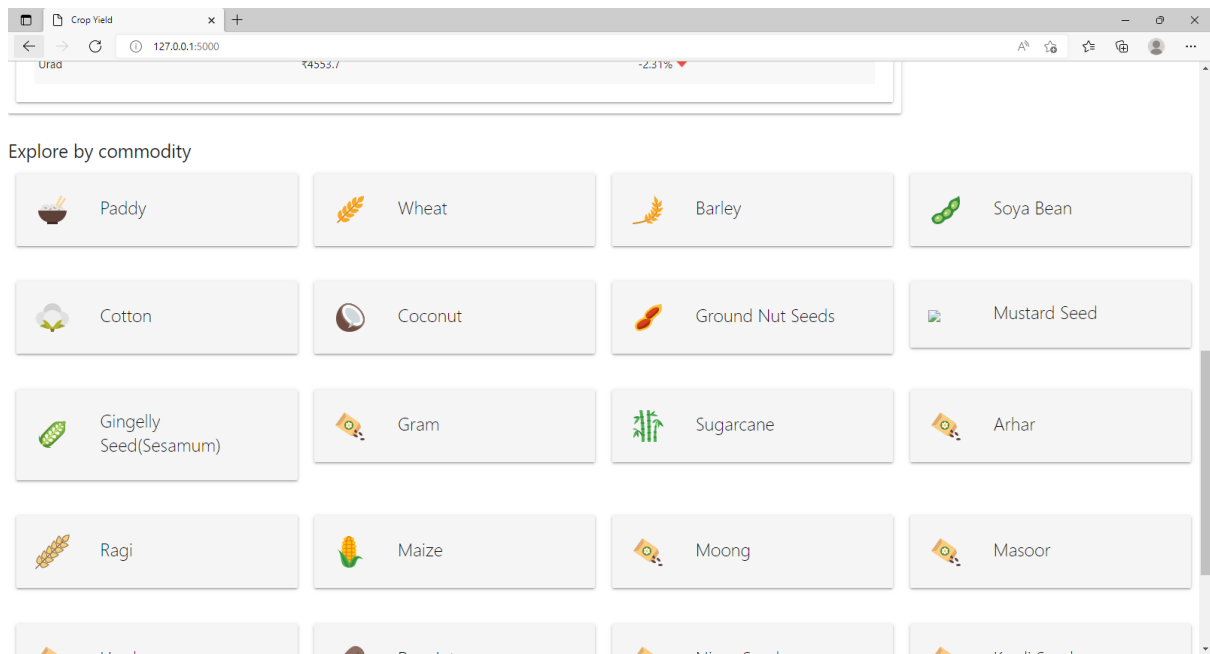 Crop Yield
127.0.0.1:5000
Urad ₹4553.7 -2.31%
Explore by commodity
Paddy Wheat Barley Soya Bean
Cotton Coconut Ground Nut Seeds Mustard Seed
Gingelly
Seed(Sesamum)
Gram Sugarcane Arhar
Ragi Maize Moong Masoor